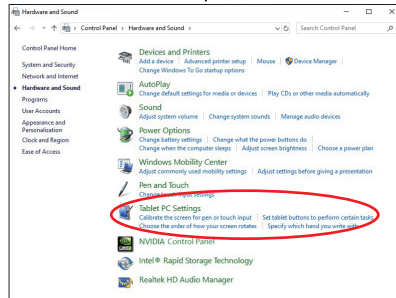 Hardware and Sound
Control Panel > Hardware and Sound >
Search Control Panel
Control Panel Home
System and Security
Network and Internet
Hardware and Sound
Programs
User Accounts
Appearance and
Personalization
Clock and Region
Ease of Access
Devices and Printers
Add a device | Advanced printer setup | Mouse | Device Manager |
Change Windows To Go startup options
AutoPlay
Change default settings for media or devices | Play CDs or other media automatically
Sound
Adjust system volume | Change system sounds | Manage audio devices
Power Options
Change battery settings | Change what the power buttons do |
Change when the computer sleeps | Adjust screen brightness | Choose a power plan
Windows Mobility Center
Adjust commonly used mobility settings | Adjust settings before giving a presentation
Pen and Touch
Change touch input settings
Tablet PC Settings
Calibrate the screen for pen or touch input | Set tablet buttons to perform certain tasks
Choose the order of how your screen rotates | Specify which hand you write with
NVIDIA Control Panel
Intel® Rapid Storage Technology
Realtek HD Audio Manager